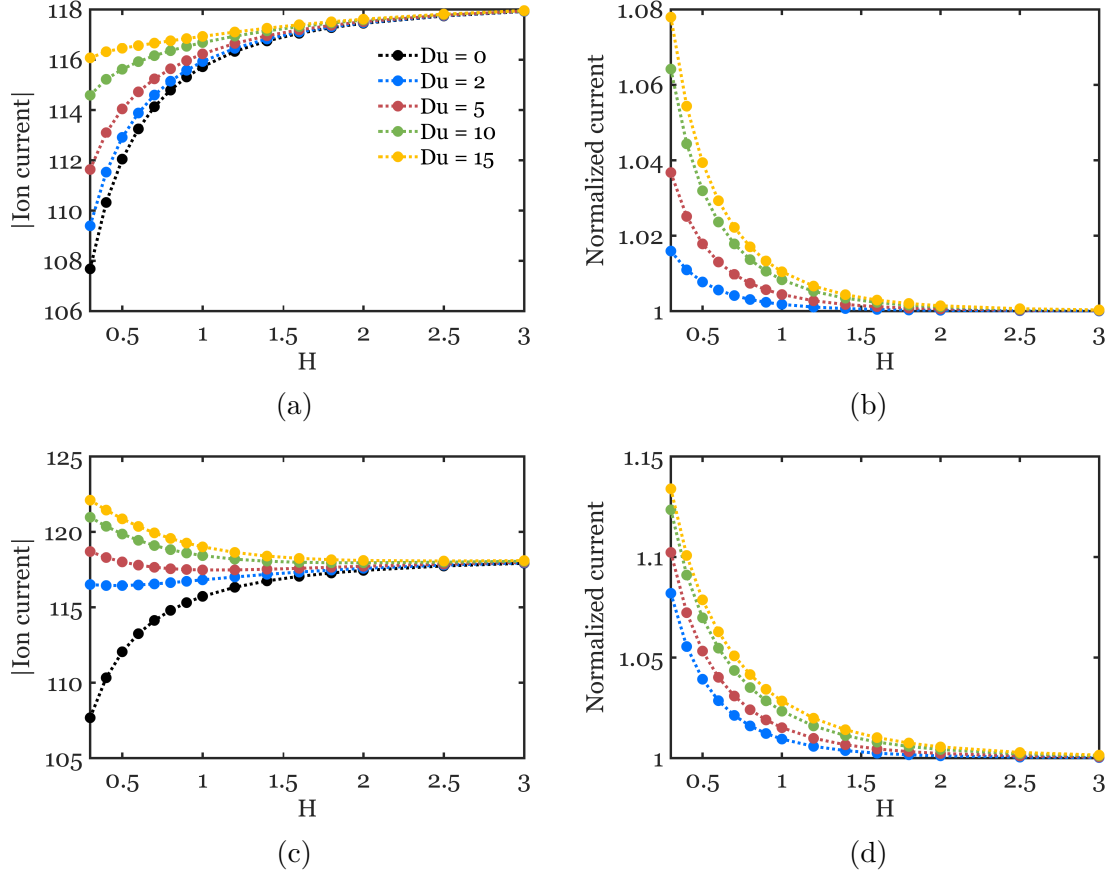 118
116
114
112
110
108
106
|Ion current|
Du = 0
Du = 2
Du = 5
Du = 10
Du = 15
0.5
1
1.5
2
2.5
3
H
(a)
1.08
1.06
1.04
1.02
1
Normalized current
0.5
1
1.5
2
2.5
3
H
(b)
125
120
115
110
105
|Ion current|
0.5
1
1.5
2
2.5
3
H
(c)
1.15
1.1
1.05
1
Normalized current
0.5
1
1.5
2
2.5
3
H
(d)